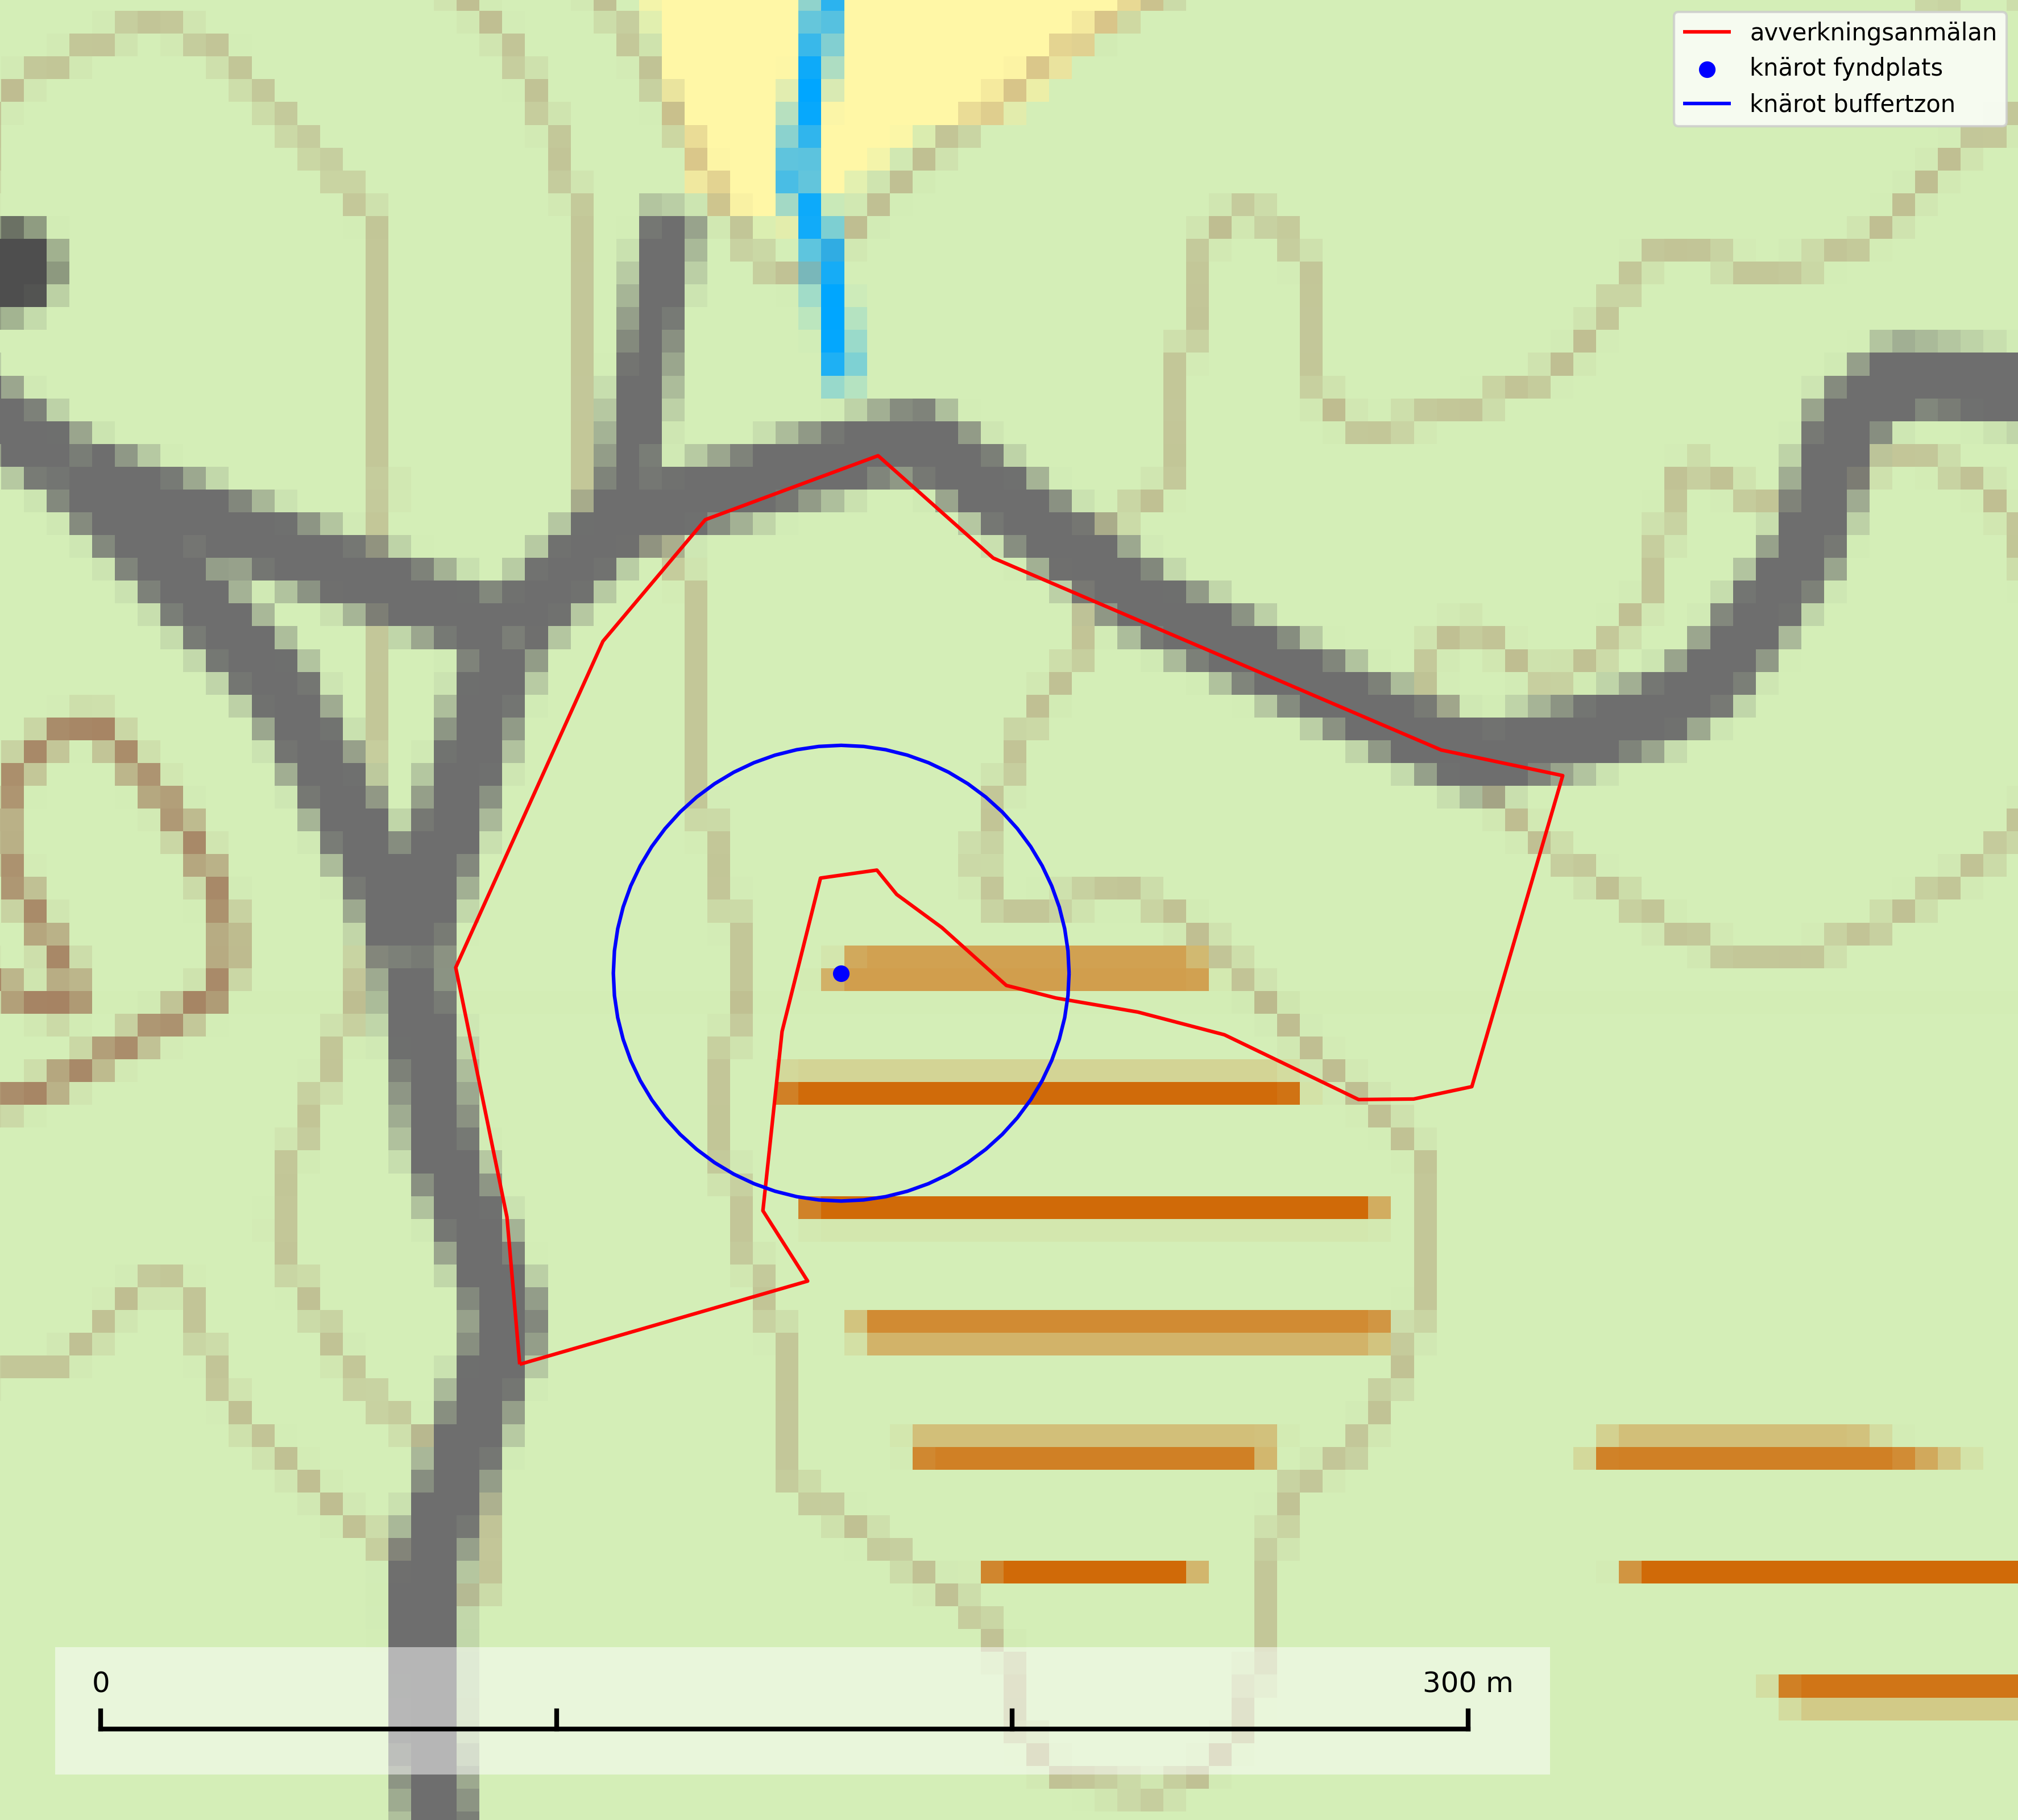 avverkningsanmälan
knärot fyndplats
knärot buffertzon
0 300 m